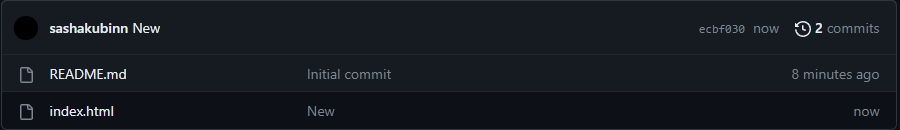 sashakubinn New ecbf030 now 2 commits
README.md Initial commit 8 minutes ago
index.html New now